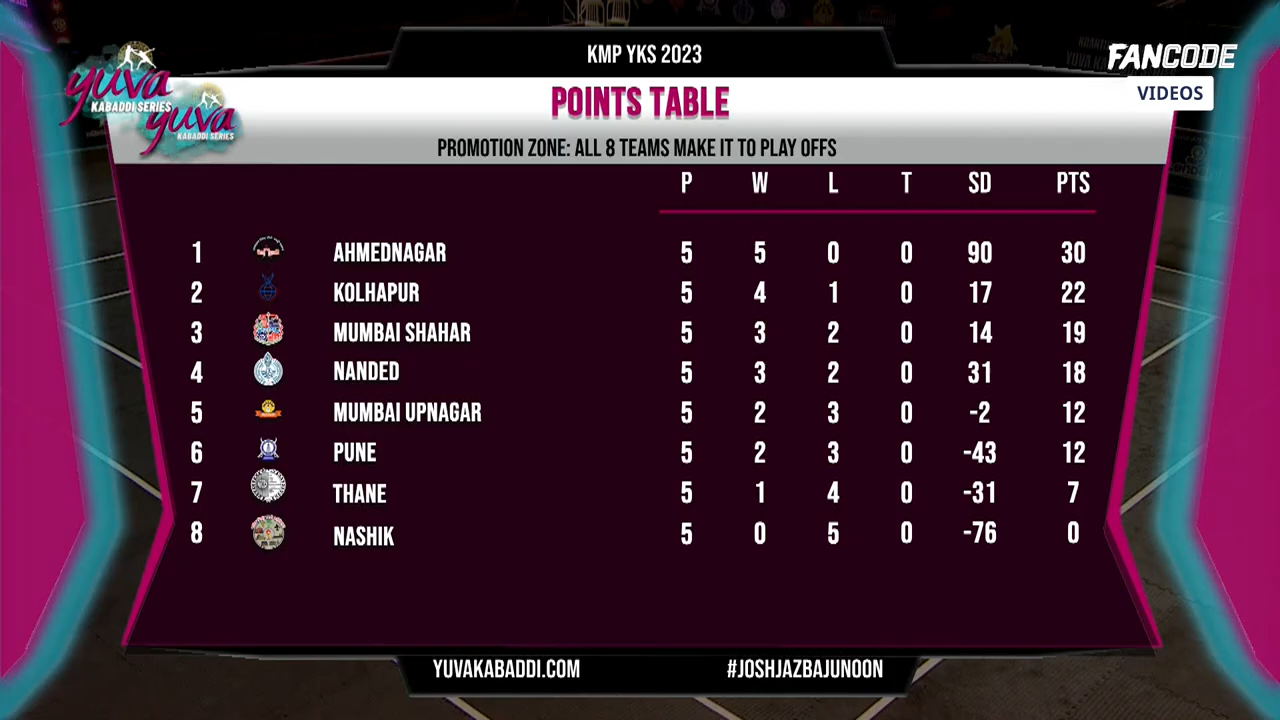 KMP YKS 2023
FANCODE
VIDEOS
yuva
KABADDI SERIES
yuva
KABADDI SERIES
POINTS TABLE
PROMOTION ZONE: ALL 8 TEAMS MAKE IT TO PLAY OFFS
P W L T SD PTS
1 AHMEDNAGAR 5 5 0 0 90 30
2 KOLHAPUR 5 4 1 0 17 22
3 MUMBAI SHAHAR 5 3 2 0 14 19
4 NANDED 5 3 2 0 31 18
5 MUMBAI UPNAGAR 5 2 3 0 -2 12
6 PUNE 5 2 3 0 -43 12
7 THANE 5 1 4 0 -31 7
8 NASHIK 5 0 5 0 -76 0
YUVAKABADDI.COM #JOSHJAZBAJUNOON